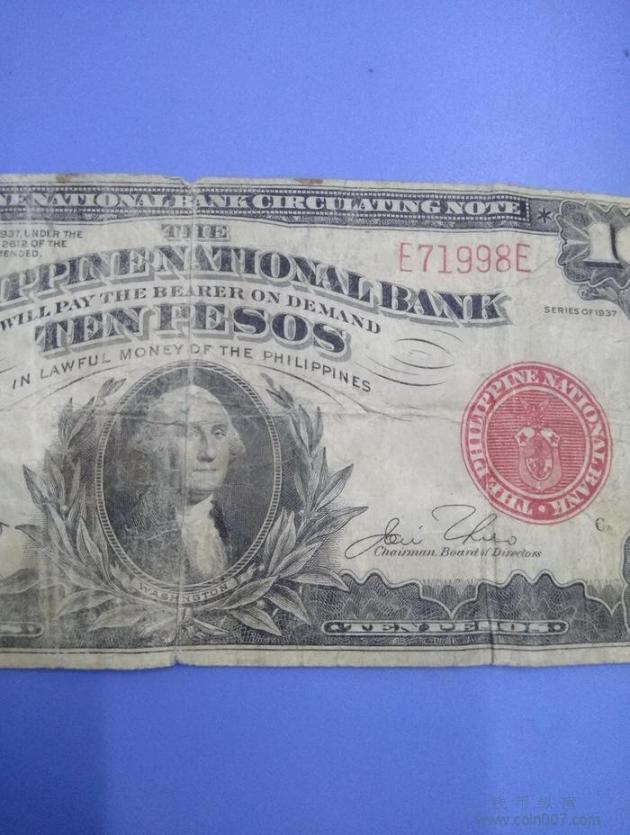 NATIONAL BANK CIRCULATING NOTE
937, UNDER THE
2612 OF THE
MENDED.
THE
E71998E
PPINE NATIONAL BANK
WILL PAY THE BEARER ON DEMAND
SERIES OF 1937
TEN PESOS
IN LAWFUL MONEY OF THE PHILIPPINES
THE PHILIPPINE NATIONAL BANK
Chairman, Board of Directors
WASHINGTON
TEN PESOS
www.coin007.com